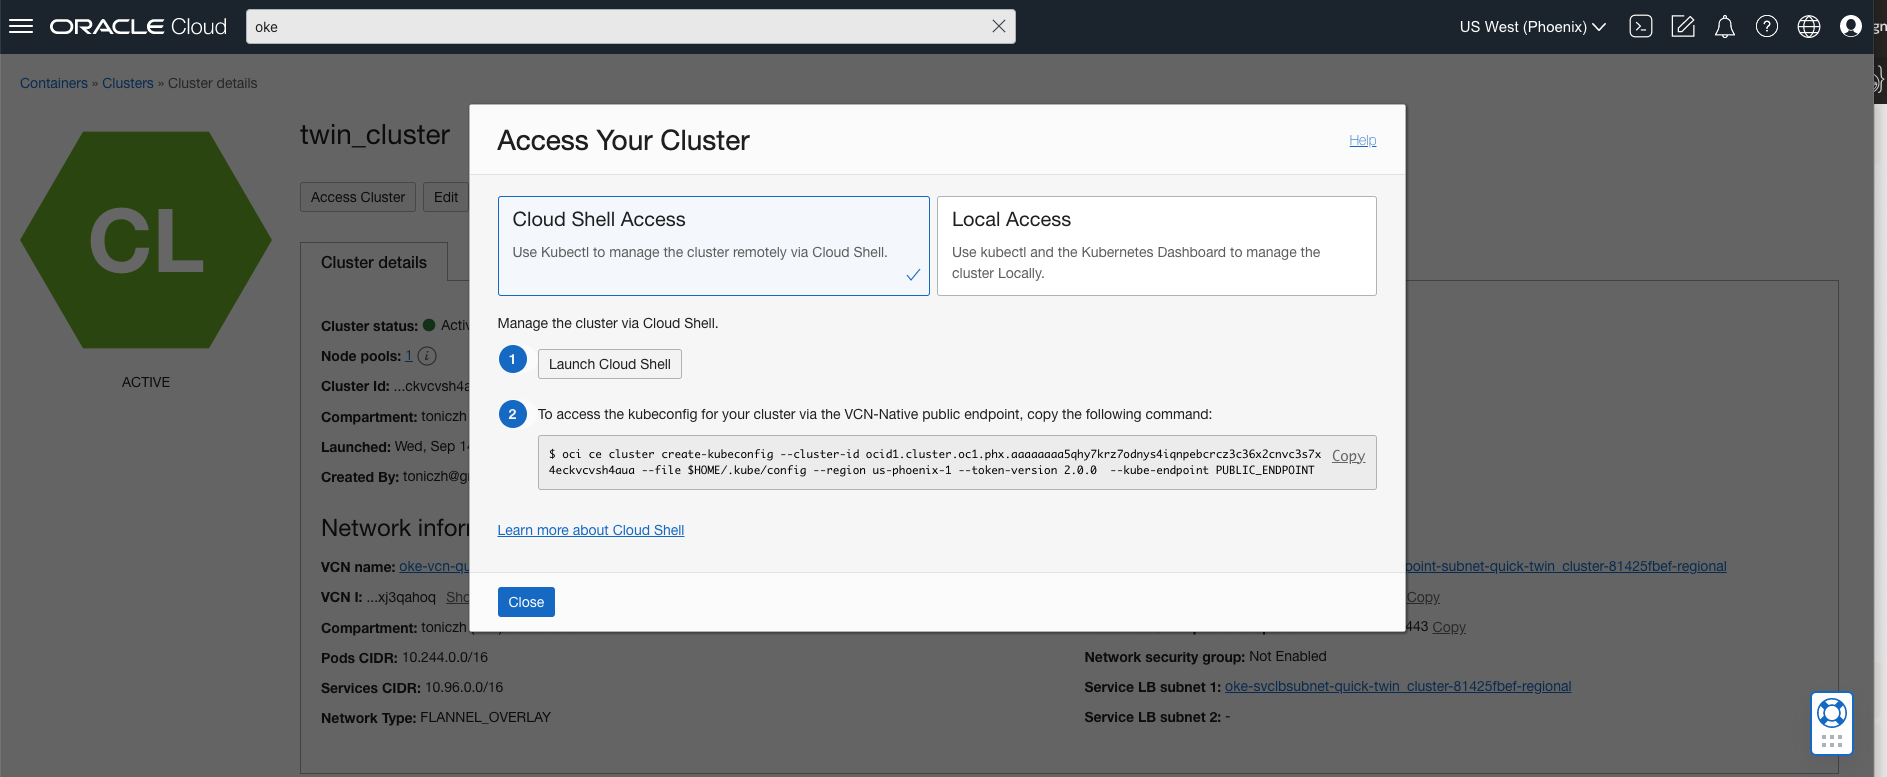 ORACLE Cloud
oke
US West (Phoenix)
Containers » Clusters » Cluster details
CL
ACTIVE
twin_cluster
Access Cluster
Edit
Cluster details
Cluster status:
Node pools: 1
Cluster Id: ...ckvcvsh4a
Compartment: toniczh
Launched: Wed, Sep 14
Created By: toniczh@
Network
VCN name: oke-vcn-qu
VCN I: ...xj3qahoq
Compartment: toniczh
Pods CIDR: 10.244.0.0/16
Services CIDR: 10.96.0.0/16
Network Type: FLANNEL_OVERLAY
Access Your Cluster
Help
Cloud Shell Access
Use Kubectl to manage the cluster remotely via Cloud Shell.
Local Access
Use kubectl and the Kubernetes Dashboard to manage the
cluster Locally.
Manage the cluster via Cloud Shell.
1
Launch Cloud Shell
2
To access the kubeconfig for your cluster via the VCN-Native public endpoint, copy the following command:
$ oci ce cluster create-kubeconfig --cluster-id ocid1.cluster.oc1.phx.aaaaaaaa5qhy7krz7odnys4iqnpebcrcz3c36x2cnvc3s7x
4eckvcvsh4aua --file $HOME/.kube/config --region us-phoenix-1 --token-version 2.0.0 --kube-endpoint PUBLIC_ENDPOINT
Copy
Learn more about Cloud Shell
Close
point-subnet-quick-twin_cluster-81425fbef-regional
Copy
443 Copy
Network security group: Not Enabled
Service LB subnet 1: oke-svclbsubnet-quick-twin_cluster-81425fbef-regional
Service LB subnet 2: -